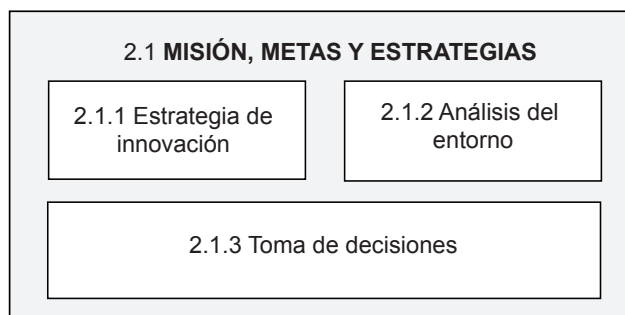 2.1 MISIÓN, METAS Y ESTRATEGIAS
2.1.1 Estrategia de
innovación
2.1.2 Análisis del
entorno
2.1.3 Toma de decisiones